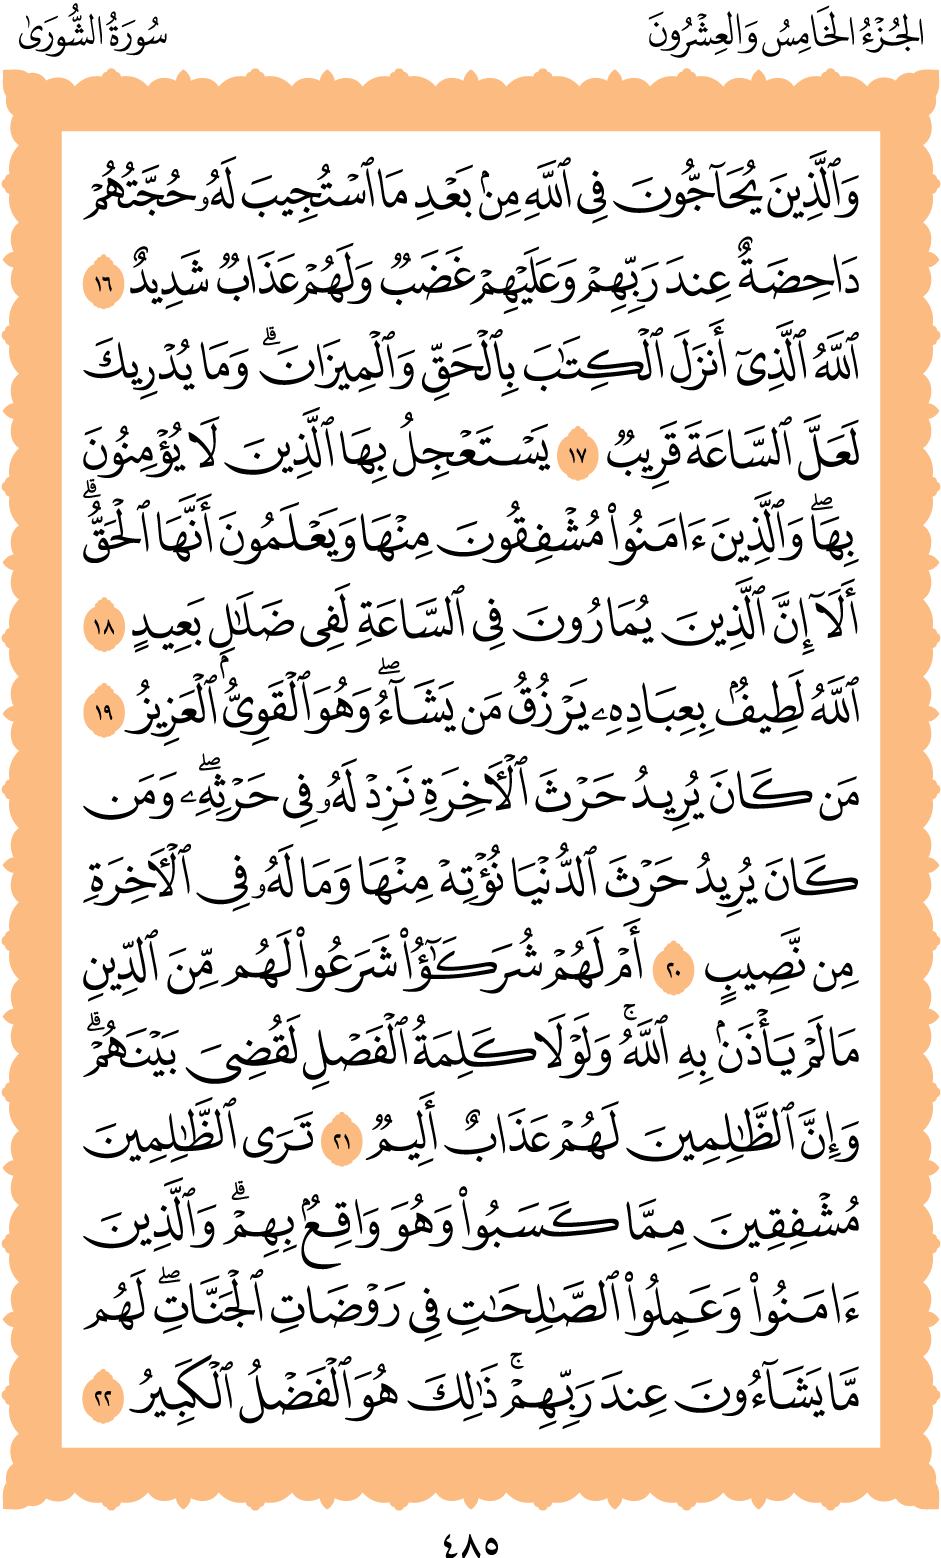 الجُزْءُ الخَامِسُ وَالعِشْرُونَ
سُورَةُ الشُّورَىٰ
وَٱلَّذِينَ يُحَآجُّونَ فِي ٱللَّهِ مِنۢ بَعْدِ مَا ٱسْتُجِيبَ لَهُۥ حُجَّتُهُمْ
دَاحِضَةٌ عِندَ رَبِّهِمْ وَعَلَيْهِمْ غَضَبٌ وَلَهُمْ عَذَابٌ شَدِيدٌ ١٦
ٱللَّهُ ٱلَّذِىٓ أَنزَلَ ٱلْكِتَٰبَ بِٱلْحَقِّ وَٱلْمِيزَانَ ۗ وَمَا يُدْرِيكَ
لَعَلَّ ٱلسَّاعَةَ قَرِيبٌ ١٧ يَسْتَعْجِلُ بِهَا ٱلَّذِينَ لَا يُؤْمِنُونَ
بِهَا ۖ وَٱلَّذِينَ ءَامَنُوا۟ مُشْفِقُونَ مِنْهَا وَيَعْلَمُونَ أَنَّهَا ٱلْحَقُّ ۗ
أَلَآ إِنَّ ٱلَّذِينَ يُمَارُونَ فِي ٱلسَّاعَةِ لَفِى ضَلَٰلٍ بَعِيدٍ ١٨
ٱللَّهُ لَطِيفٌۢ بِعِبَادِهِۦ يَرْزُقُ مَن يَشَآءُ ۖ وَهُوَ ٱلْقَوِىُّ ٱلْعَزِيزُ ١٩
مَن كَانَ يُرِيدُ حَرْثَ ٱلْأَخِرَةِ نَزِدْ لَهُۥ فِى حَرْثِهِۦ ۖ وَمَن
كَانَ يُرِيدُ حَرْثَ ٱلدُّنْيَا نُؤْتِهِۦ مِنْهَا وَمَا لَهُۥ فِى ٱلْأَخِرَةِ
مِن نَّصِيبٍ ٢٠ أَمْ لَهُمْ شُرَكَٰٓؤُا۟ شَرَعُوا۟ لَهُم مِّنَ ٱلدِّينِ
مَا لَمْ يَأْذَنۢ بِهِ ٱللَّهُ ۚ وَلَوْلَا كَلِمَةُ ٱلْفَصْلِ لَقُضِىَ بَيْنَهُمْ ۗ
وَإِنَّ ٱلظَّٰلِمِينَ لَهُمْ عَذَابٌ أَلِيمٌ ٢١ تَرَى ٱلظَّٰلِمِينَ
مُشْفِقِينَ مِمَّا كَسَبُوا۟ وَهُوَ وَاقِعٌۢ بِهِمْ ۗ وَٱلَّذِينَ
ءَامَنُوا۟ وَعَمِلُوا۟ ٱلصَّٰلِحَٰتِ فِي رَوْضَاتِ ٱلْجَنَّاتِ ۖ لَهُم
مَّا يَشَآءُونَ عِندَ رَبِّهِمْ ۚ ذَٰلِكَ هُوَ ٱلْفَضْلُ ٱلْكَبِيرُ ٢٢
٤٨٥